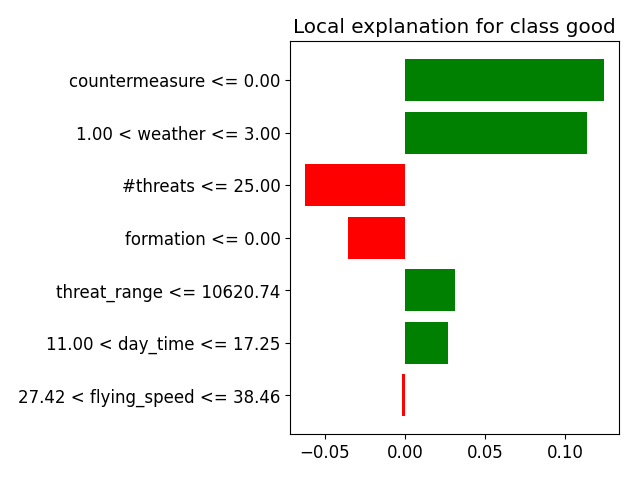 Local explanation for class good
countermeasure <= 0.00
1.00 < weather <= 3.00
#threats <= 25.00
formation <= 0.00
threat_range <= 10620.74
11.00 < day_time <= 17.25
27.42 < flying_speed <= 38.46
−0.05 0.00 0.05 0.10